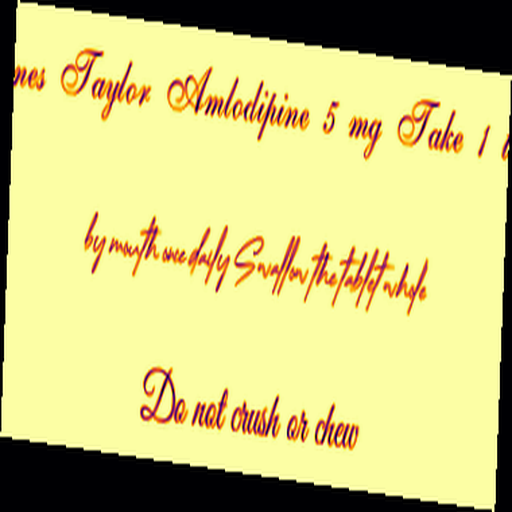 Taylor Amlodipine 5 mg Take 1
by mouth once daily Swallow the tablet whole
Do not crush or chew